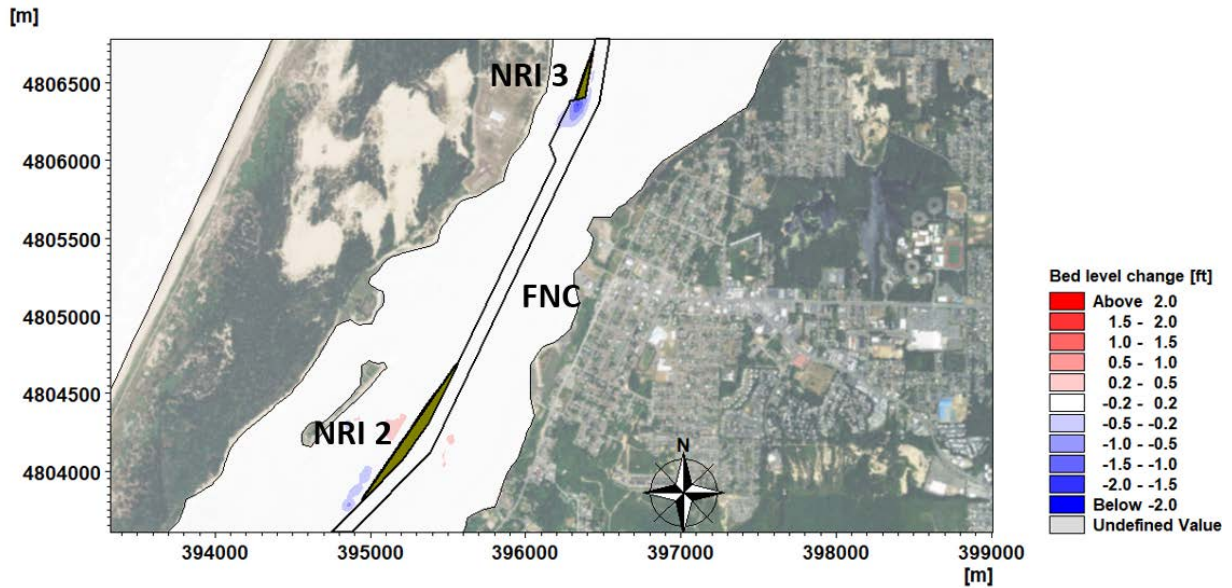 [m]
4806500
4806000
4805500
4805000
4804500
4804000
NRI 3
FNC
NRI 2
N
394000 395000 396000 397000 398000 399000
[m]
Bed level change [ft]
Above 2.0
1.5 - 2.0
1.0 - 1.5
0.5 - 1.0
0.2 - 0.5
-0.2 - 0.2
-0.5 - -0.2
-1.0 - -0.5
-1.5 - -1.0
-2.0 - -1.5
Below -2.0
Undefined Value